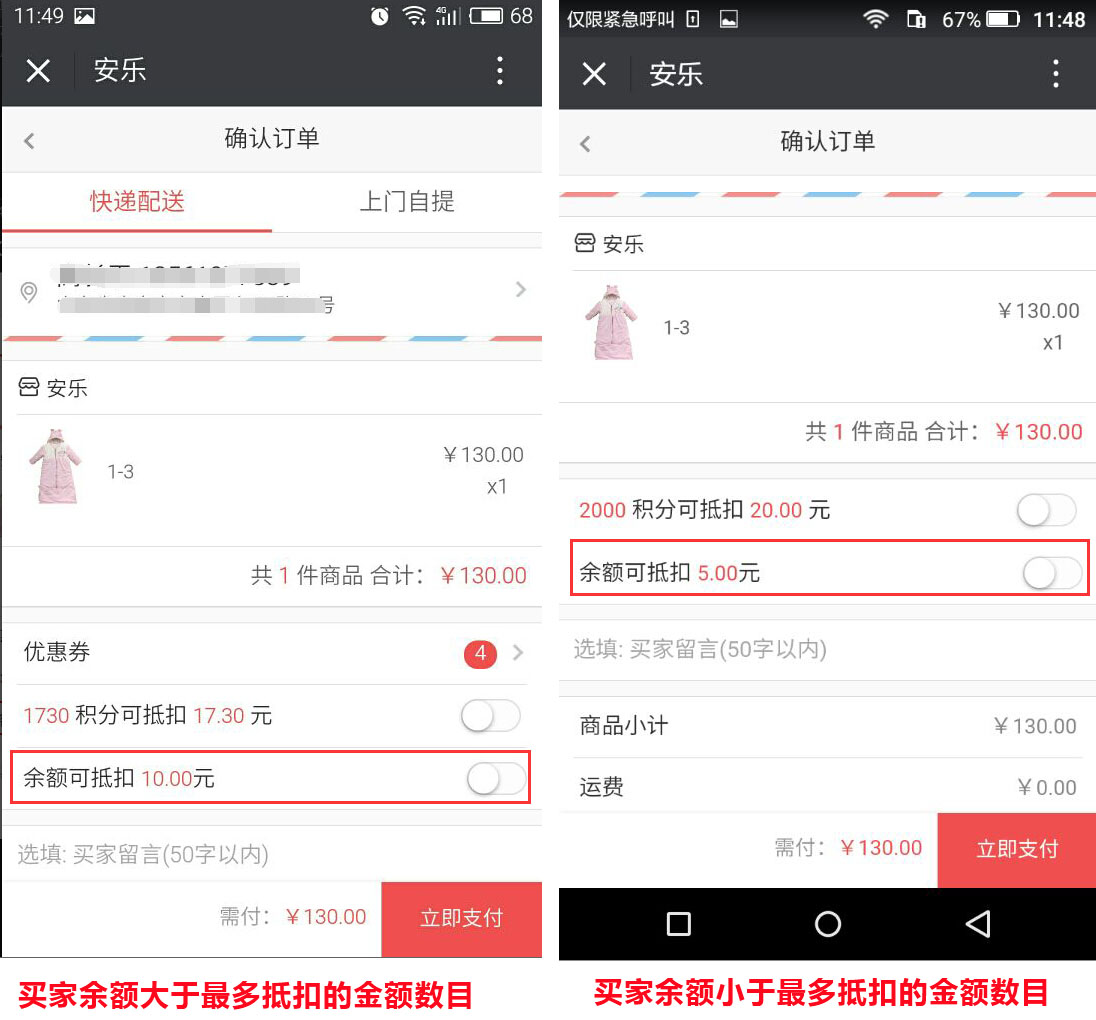 11:49
4G
68
安乐
确认订单
快递配送
上门自提
号
安乐
1-3
￥130.00
x1
共 1 件商品 合计：￥130.00
优惠券
4
1730 积分可抵扣 17.30 元
余额可抵扣 10.00元
选填: 买家留言(50字以内)
需付：￥130.00
立即支付
买家余额大于最多抵扣的金额数目
仅限紧急呼叫
67%
11:48
安乐
确认订单
安乐
1-3
￥130.00
x1
共 1 件商品 合计：￥130.00
2000 积分可抵扣 20.00 元
余额可抵扣 5.00元
选填: 买家留言(50字以内)
商品小计
￥130.00
运费
￥0.00
需付：￥130.00
立即支付
买家余额小于最多抵扣的金额数目